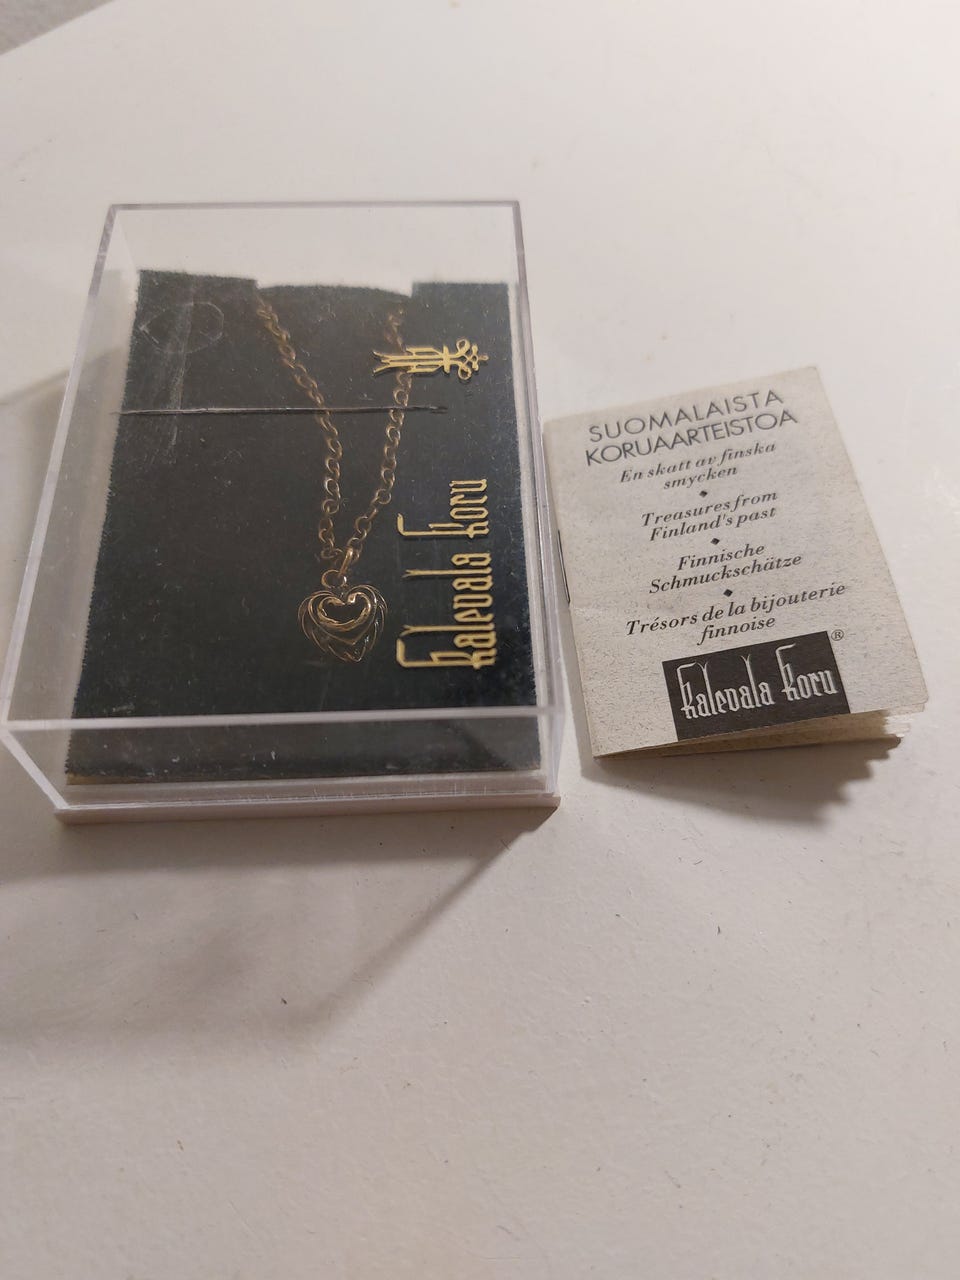 kalevala koru
SUOMALAISTA
KORUAARTEISTOA
En skatt av finska
smycken
Treasures from
Finland's past
Finnische
Schmuckschätze
Trésors de la bijouterie
finnoise
kalevala koru ®